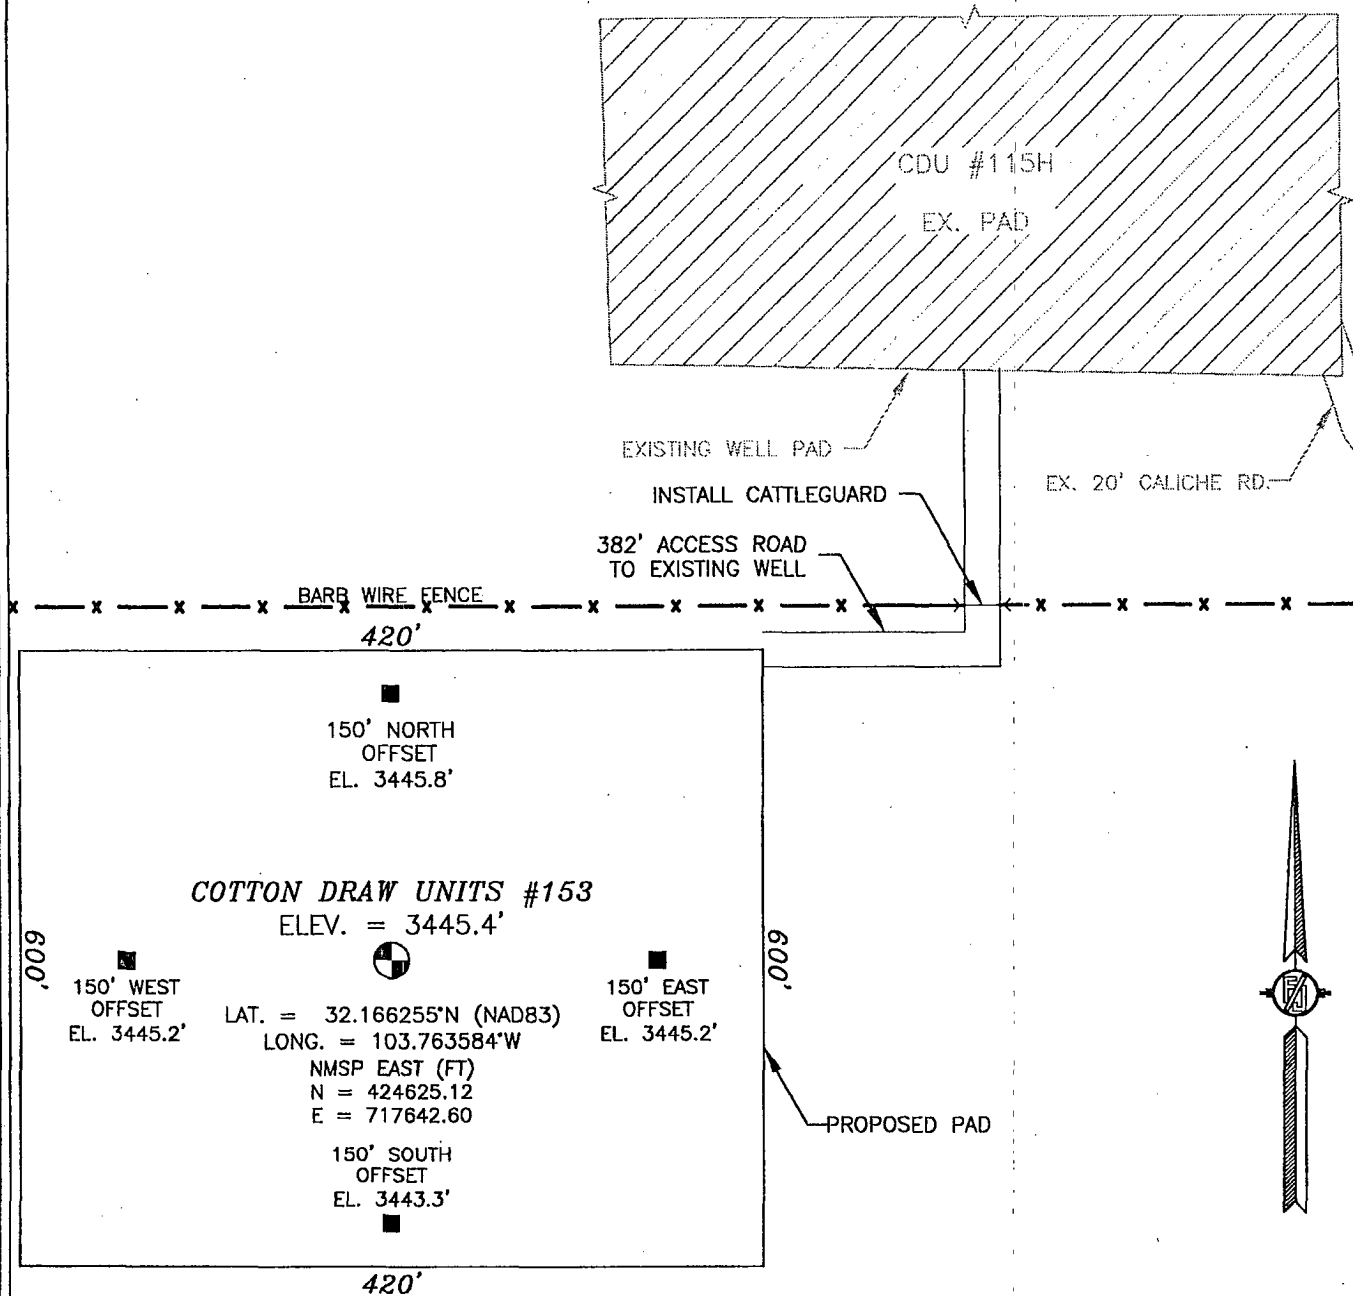 CDU #115H
EX. PAD
EXISTING WELL PAD
EX. 20' CALICHE RD.
INSTALL CATTLEGUARD
382' ACCESS ROAD
TO EXISTING WELL
BARB WIRE FENCE
420'
150' NORTH
OFFSET
EL. 3445.8'
COTTON DRAW UNITS #153
ELEV. = 3445.4'
600'
600'
150' WEST
OFFSET
EL. 3445.2'
150' EAST
OFFSET
EL. 3445.2'
LAT. = 32.166255°N (NAD83)
LONG. = 103.763584°W
NMSP EAST (FT)
N = 424625.12
E = 717642.60
150' SOUTH
OFFSET
EL. 3443.3'
PROPOSED PAD
420'